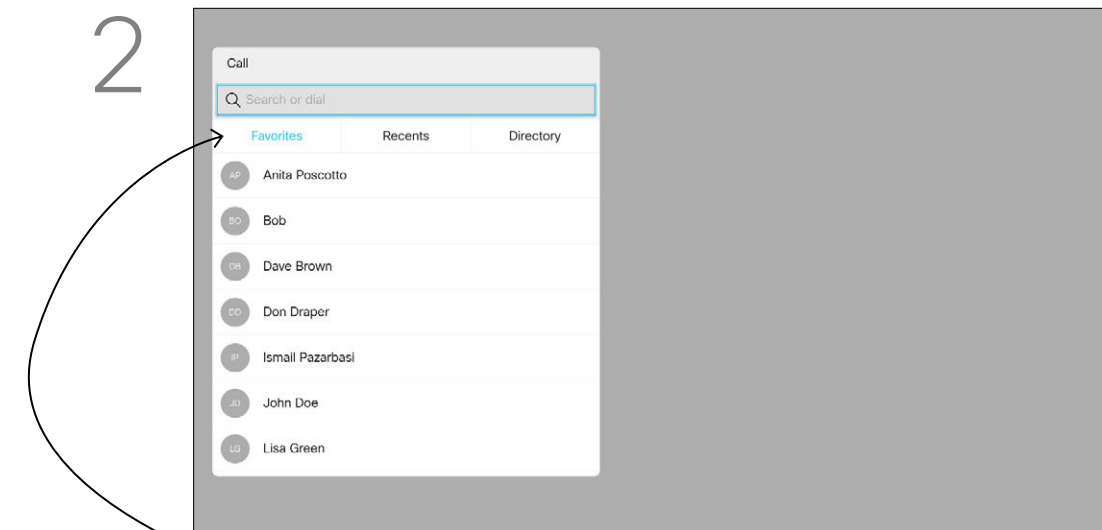 2
Call
Search or dial
Favorites Recents Directory
AP Anita Poscotto
BO Bob
DB Dave Brown
DD Don Draper
IP Ismail Pazarbasi
JD John Doe
LG Lisa Green